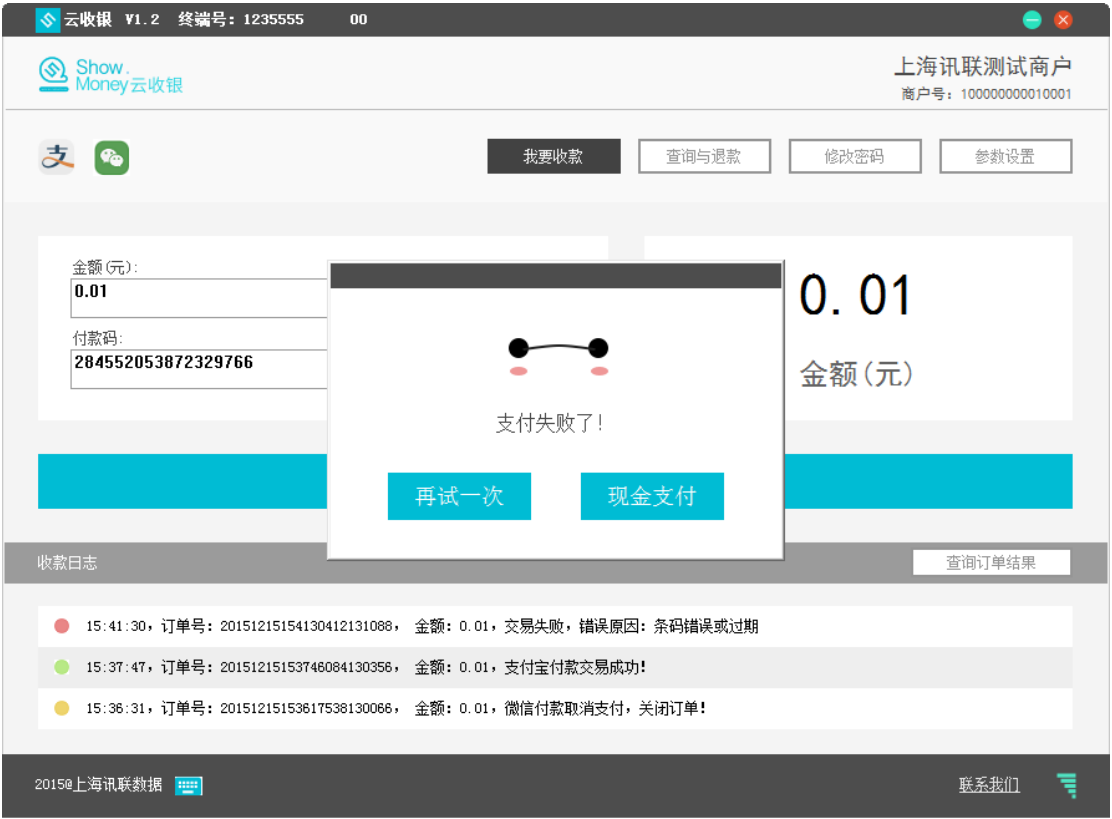 云收银 V1.2 终端号: 1235555 00
Show.
Money云收银
上海讯联测试商户
商户号: 100000000010001
支
我要收款 查询与退款 修改密码 参数设置
金额(元):
0.01
付款码:
284552053872329766
0.01
金额(元)
支付失败了!
再试一次 现金支付
收款日志 查询订单结果
15:41:30, 订单号: 20151215154130412131088, 金额: 0.01, 交易失败, 错误原因: 条码错误或过期
15:37:47, 订单号: 20151215153746084130356, 金额: 0.01, 支付宝付款交易成功!
15:36:31, 订单号: 20151215153617538130066, 金额: 0.01, 微信付款取消支付, 关闭订单!
2015@上海讯联数据 联系我们